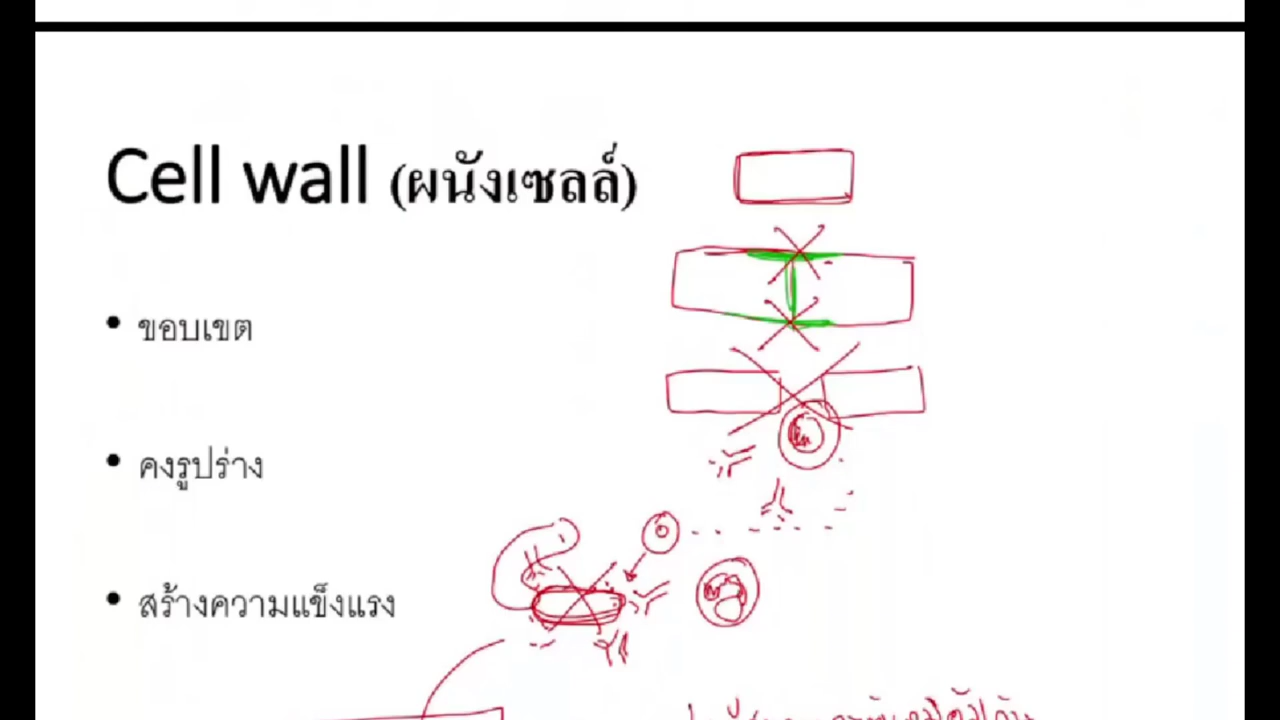 Cell wall (ผนังเซลล์)
• ขอบเขต
• คงรูปร่าง
• สร้างความแข็งแรง